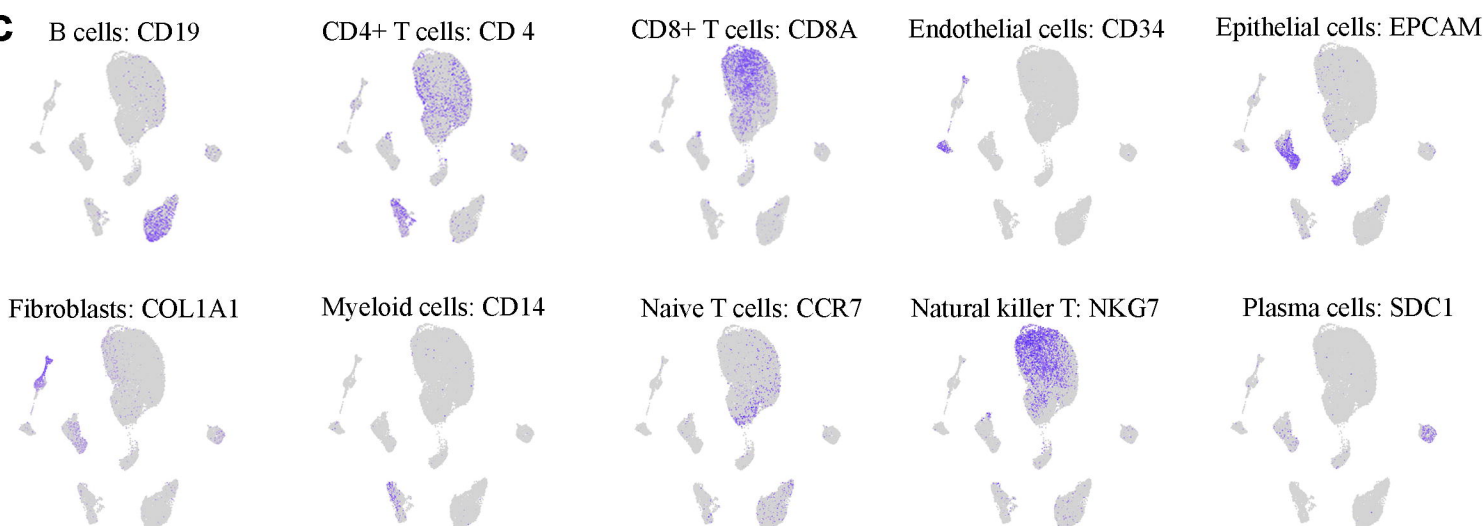 C
B cells: CD19
CD4+ T cells: CD 4
CD8+ T cells: CD8A
Endothelial cells: CD34
Epithelial cells: EPCAM
Fibroblasts: COL1A1
Myeloid cells: CD14
Naive T cells: CCR7
Natural killer T: NKG7
Plasma cells: SDC1